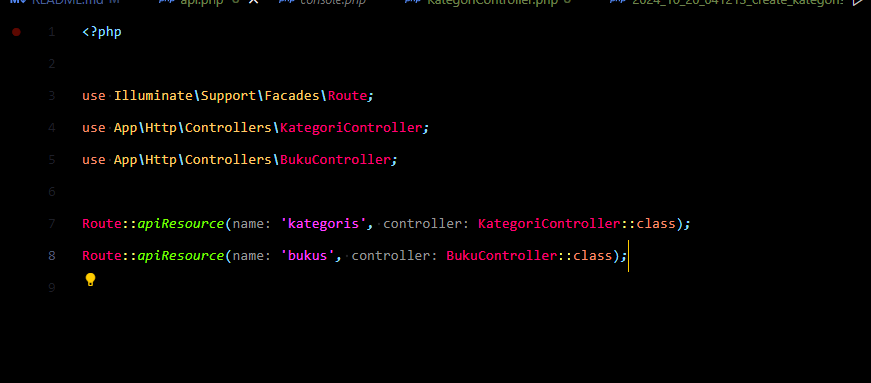 README.md api.php console.php KategoriController.php 2024_10_20_041213_create_kategori
1 <?php
2
3 use Illuminate\Support\Facades\Route;
4 use App\Http\Controllers\KategoriController;
5 use App\Http\Controllers\BukuController;
6
7 Route::apiResource(name: 'kategoris', controller: KategoriController::class);
8 Route::apiResource(name: 'bukus', controller: BukuController::class);
9